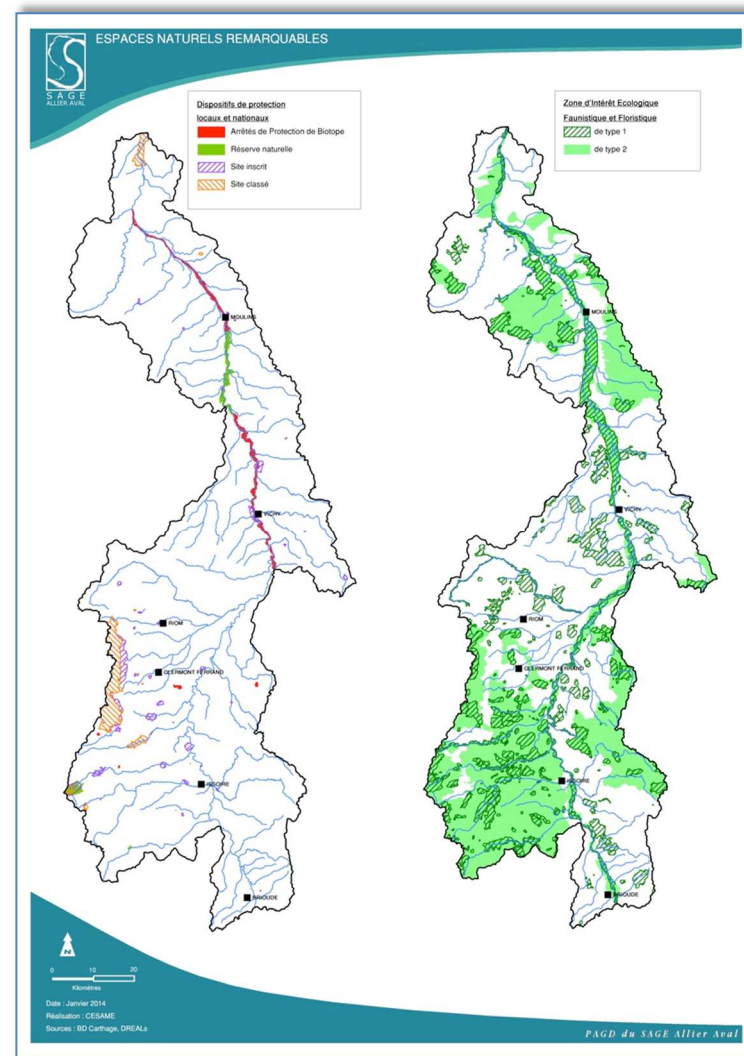 ESPACES NATURELS REMARQUABLES
SAGE
ALLIER AVAL
Dispositifs de protection
locaux et nationaux
Arrêtés de Protection de Biotope
Réserve naturelle
Site inscrit
Site classé
Zone d'Intérêt Ecologique
Faunistique et Floristique
de type 1
de type 2
MOULINS
VICHY
RIOM
CLERMONT FERRAND
ISSOIRE
BRIOUDE
MOULINS
VICHY
RIOM
CLERMONT FERRAND
ISSOIRE
BRIOUDE
N
0 10 20
Kilomètres
Date : Janvier 2014
Réalisation : CESAME
Sources : BD Carthage, DREALs
PAGD du SAGE Allier Aval